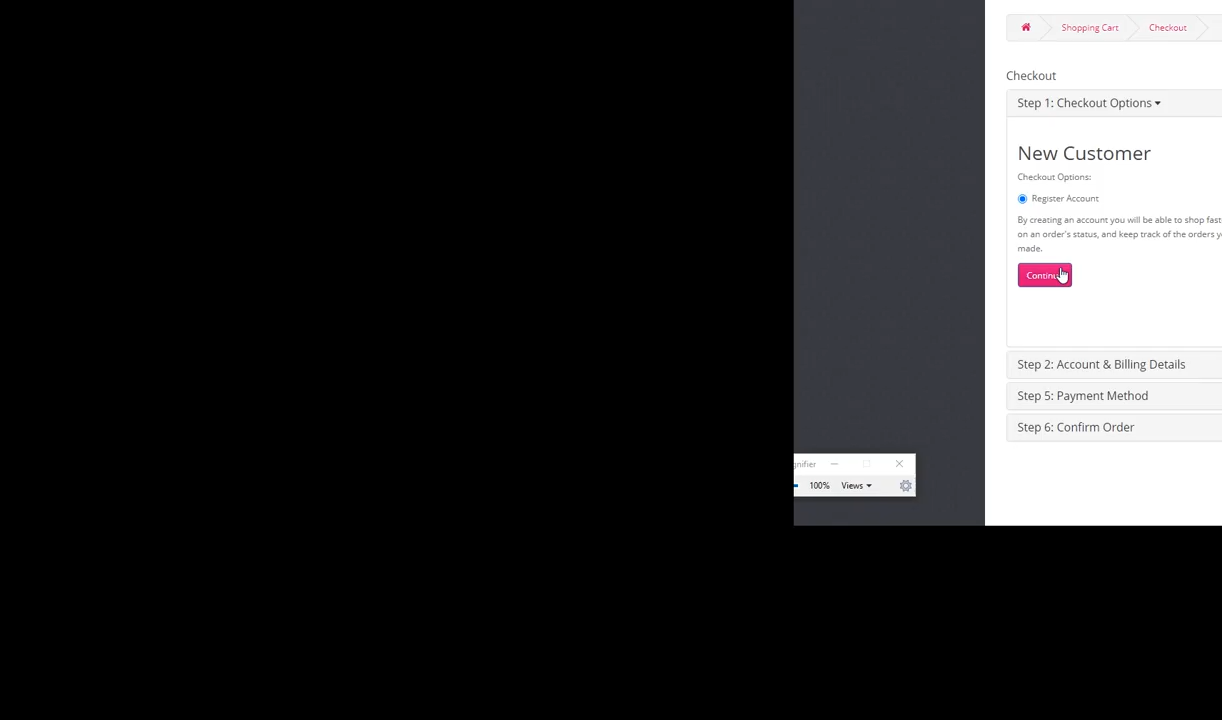 Shopping Cart
Checkout
Checkout
Step 1: Checkout Options
New Customer
Checkout Options:
Register Account
By creating an account you will be able to shop
on an order's status, and keep track of the orders
made.
Step 2: Account & Billing Details
Step 5: Payment Method
Step 6: Confirm Order
100% Views